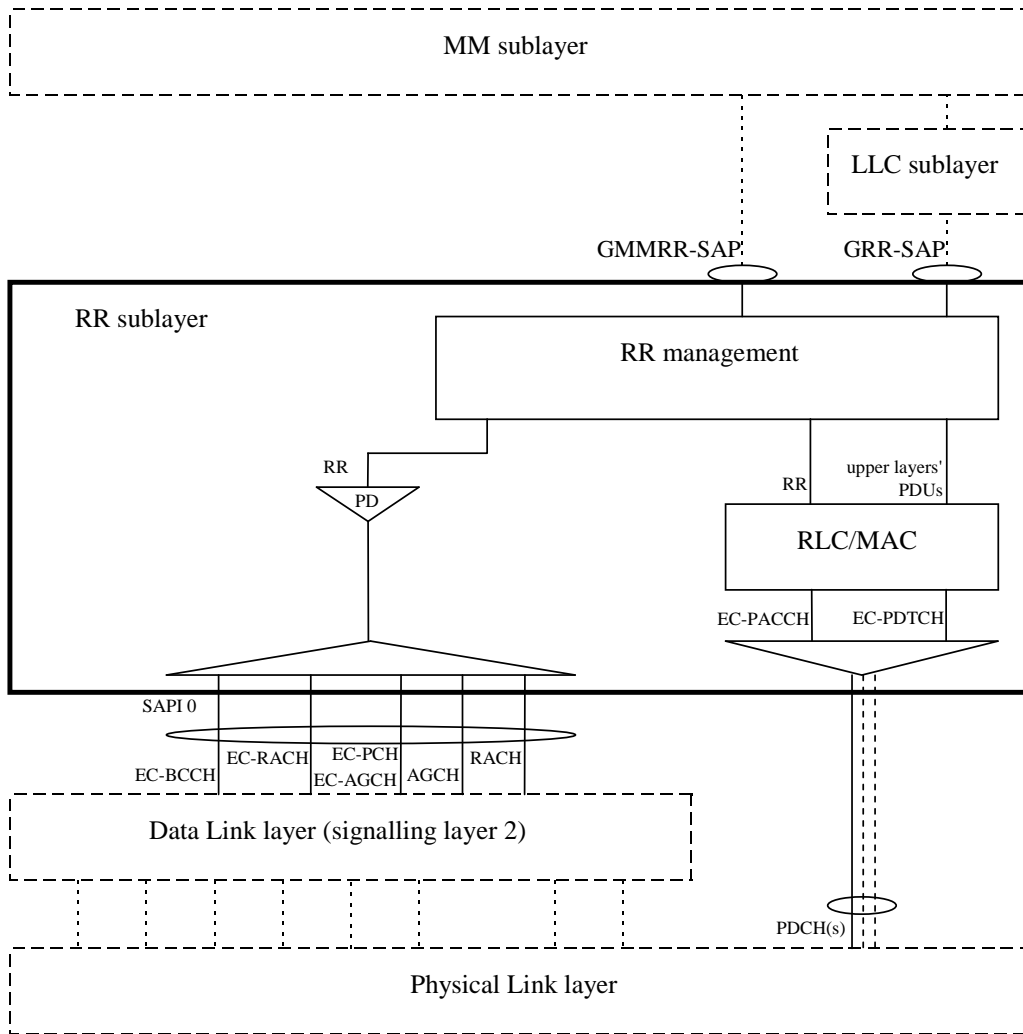 MM sublayer
LLC sublayer
GMMRR-SAP
GRR-SAP
RR sublayer
RR management
RR
PD
RR
upper layers'
PDUs
RLC/MAC
EC-PACCH
EC-PDTCH
SAPI 0
EC-BCCH
EC-RACH
EC-PCH
EC-AGCH
AGCH
RACH
Data Link layer (signalling layer 2)
PDCH(s)
Physical Link layer